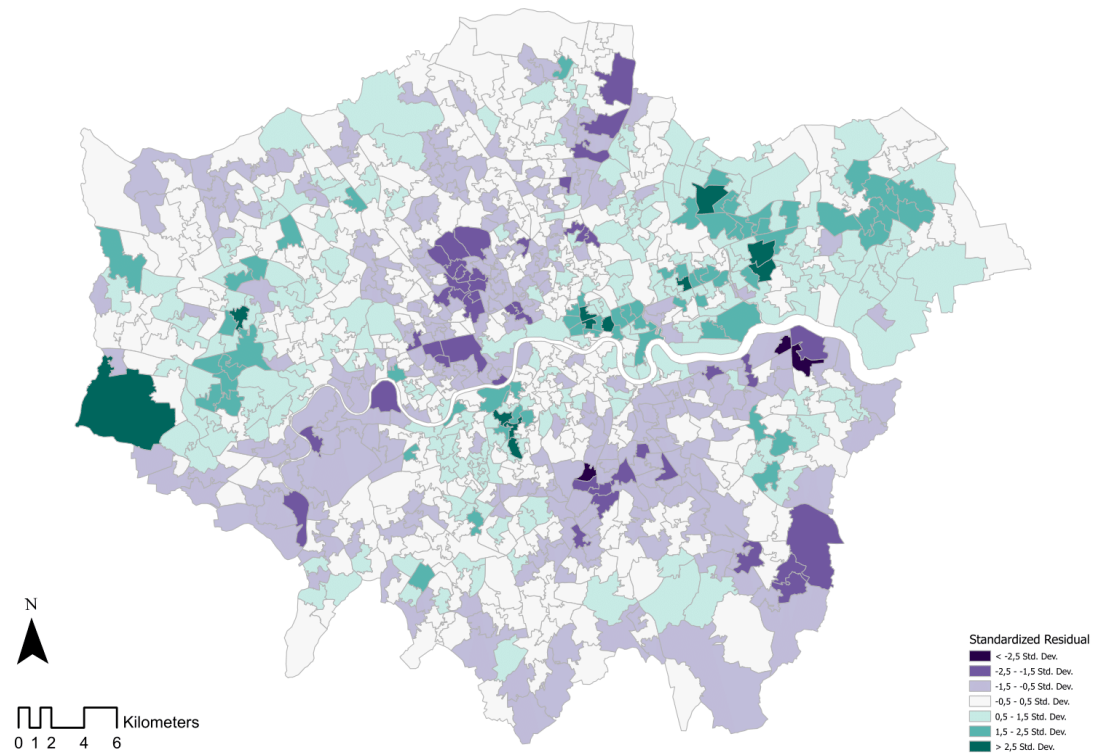 N
Kilometers
0 1 2 4 6
Standardized Residual
< -2,5 Std. Dev.
-2,5 - -1,5 Std. Dev.
-1,5 - -0,5 Std. Dev.
-0,5 - 0,5 Std. Dev.
0,5 - 1,5 Std. Dev.
1,5 - 2,5 Std. Dev.
> 2,5 Std. Dev.